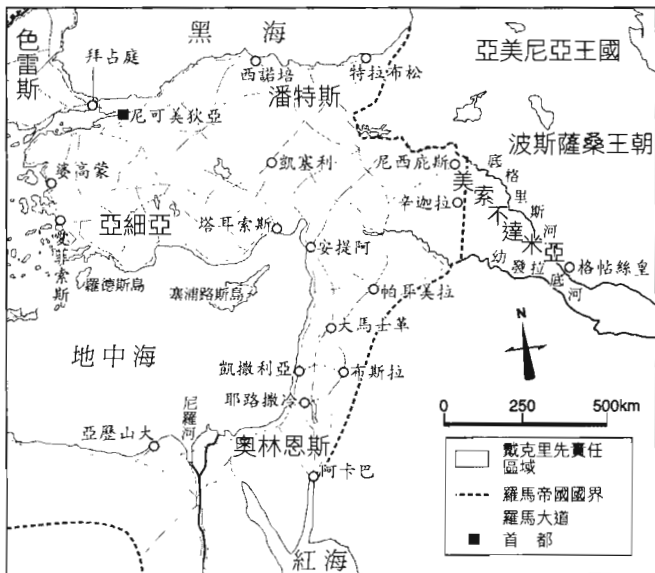 黑海
色雷斯
拜占庭
西諾培
特拉布松
亞美尼亞王國
潘特斯
尼可美狄亞
波斯薩桑王朝
凱塞利
尼西庇斯
底格里斯河
美索不達米亞
婆高蒙
辛迦拉
亞細亞
塔耳索斯
艾菲索斯
安提阿
幼發拉底河
格帖絲皇
羅德斯島
塞浦路斯島
帕耳美拉
大馬士革
N
地中海
凱撒利亞
布斯拉
尼羅河
耶路撒冷
0 250 500km
亞歷山大
奧林恩斯
阿卡巴
紅海
戴克里先責任
區域
羅馬帝國國界
羅馬大道
首都